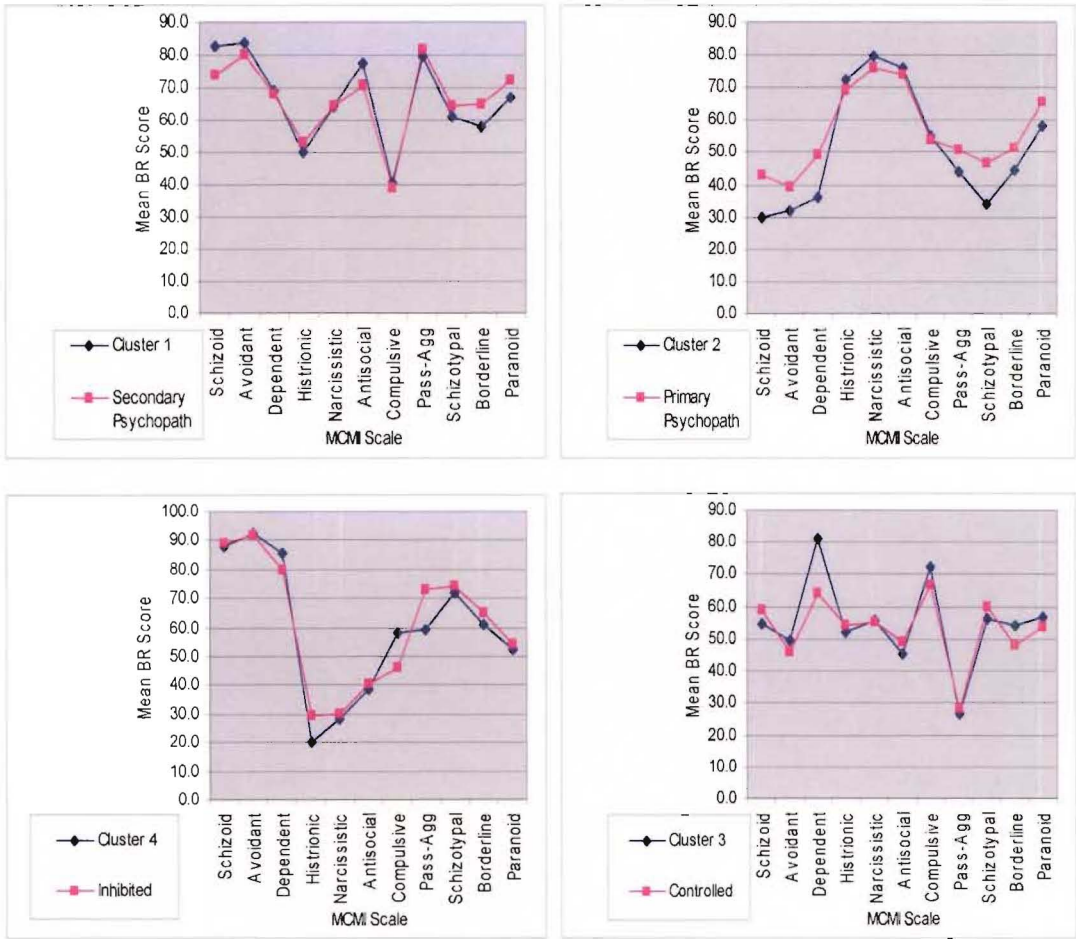 90.0
80.0
70.0
60.0
50.0
40.0
30.0
20.0
10.0
0.0
Mean BR Score
Schizoid
Avoidant
Dependent
Histrionic
Narcissistic
Antisocial
Compulsive
Pass-Agg
Schizotypal
Borderline
Paranoid
MCMI Scale
Cluster 1
Secondary
Psychopath
90.0
80.0
70.0
60.0
50.0
40.0
30.0
20.0
10.0
0.0
Mean BR Score
Schizoid
Avoidant
Dependent
Histrionic
Narcissistic
Antisocial
Compulsive
Pass-Agg
Schizotypal
Borderline
Paranoid
MCMI Scale
Cluster 2
Primary
Psychopath
100.0
90.0
80.0
70.0
60.0
50.0
40.0
30.0
20.0
10.0
0.0
Mean BR Score
Schizoid
Avoidant
Dependent
Histrionic
Narcissistic
Antisocial
Compulsive
Pass-Agg
Schizotypal
Borderline
Paranoid
MCMI Scale
Cluster 4
Inhibited
90.0
80.0
70.0
60.0
50.0
40.0
30.0
20.0
10.0
0.0
Mean BR Score
Schizoid
Avoidant
Dependent
Histrionic
Narcissistic
Antisocial
Compulsive
Pass-Agg
Schizotypal
Borderline
Paranoid
MCMI Scale
Cluster 3
Controlled